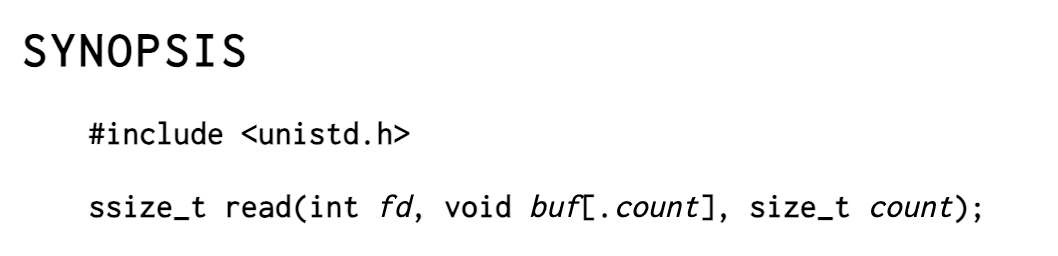 SYNOPSIS
#include <unistd.h>
ssize_t read(int fd, void buf[.count], size_t count);